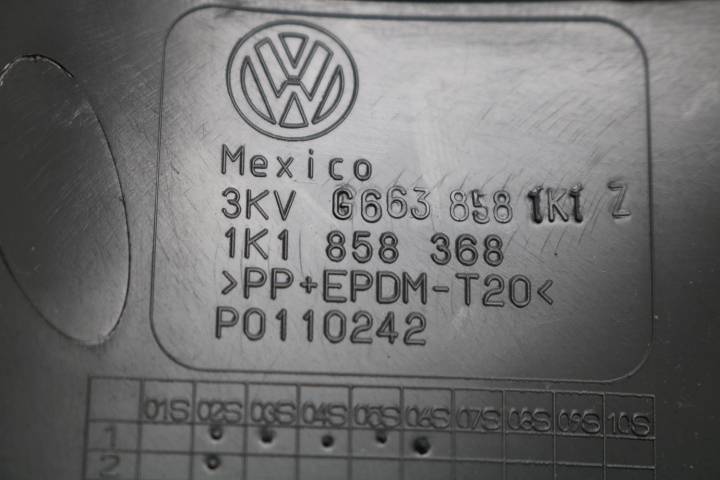 Mexico
3KV G663 858 1K1 Z
1K1 858 368
>PP+EPDM-T20<
P0110242
01S 02S 03S 04S 05S 06S 07S 08S 09S 10S
1
2